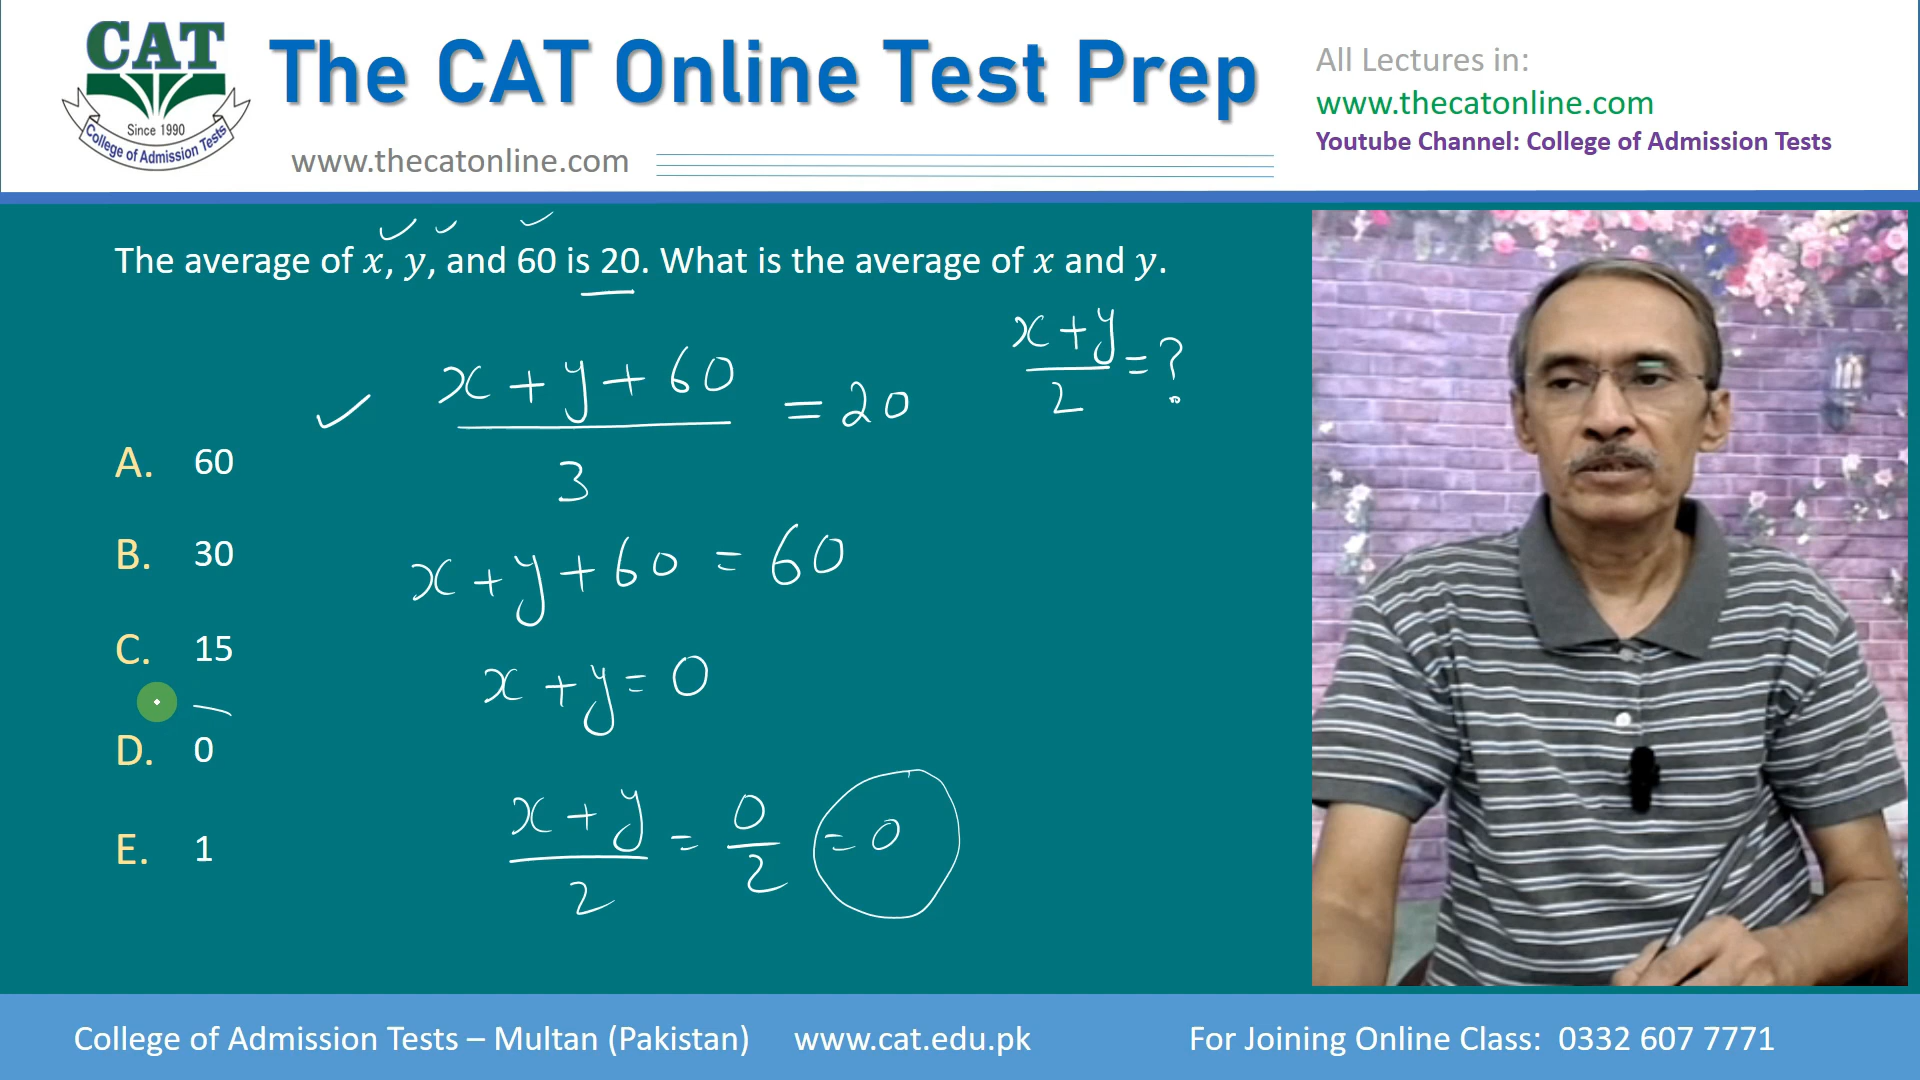 CAT
Since 1990
College of Admission Tests
The CAT Online Test Prep
www.thecatonline.com
All Lectures in:
www.thecatonline.com
Youtube Channel: College of Admission Tests
The average of x, y, and 60 is 20. What is the average of x and y.
x + y + 60 / 3 = 20
x + y / 2 = ?
A. 60
B. 30
C. 15
D. 0
E. 1
x + y + 60 = 60
x + y = 0
x + y / 2 = 0 / 2 = 0
College of Admission Tests – Multan (Pakistan) www.cat.edu.pk For Joining Online Class: 0332 607 7771